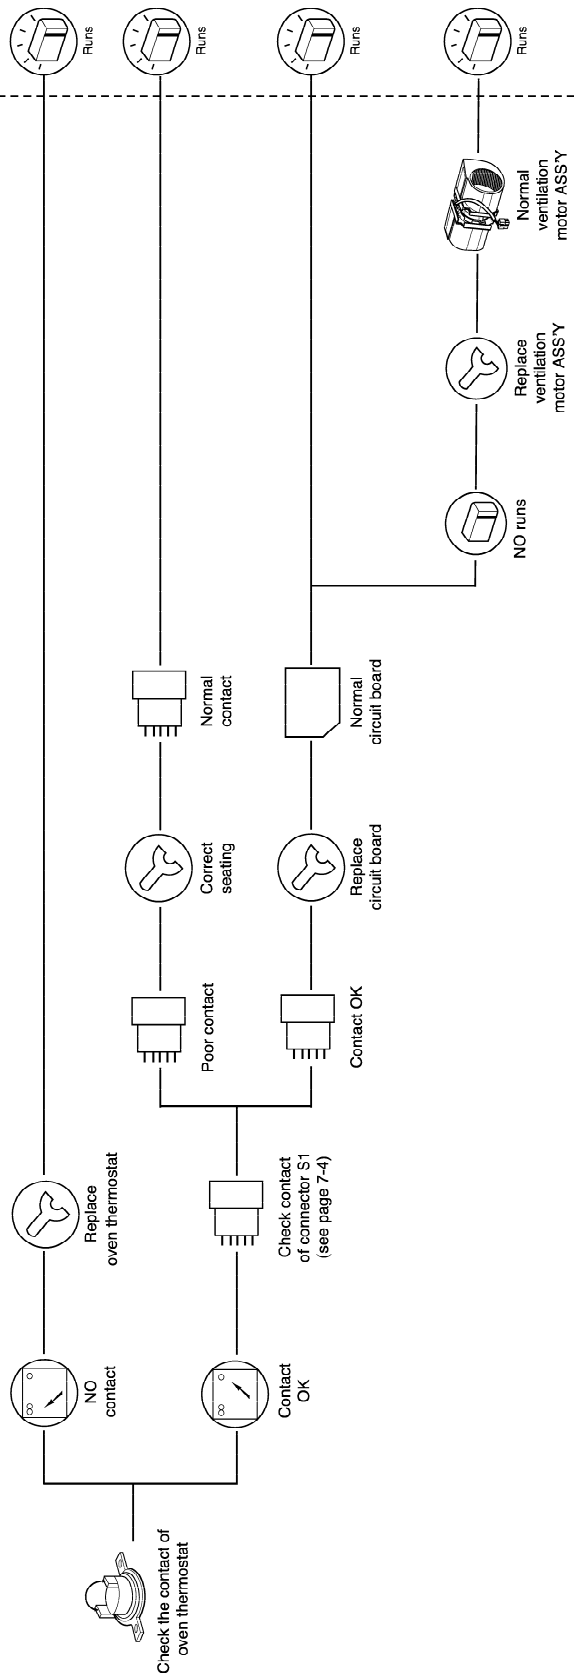 Check the contact of
oven thermostat
NO
contact
Replace
oven thermostat
Runs
Contact
OK
Check contact
of connector S1
(see page 7-4)
Poor contact
Correct
seating
Normal
contact
Runs
Contact OK
Replace
circuit board
Normal
circuit board
Runs
NO runs
Replace
ventilation
motor ASS'Y
Normal
ventilation
motor ASS'Y
Runs